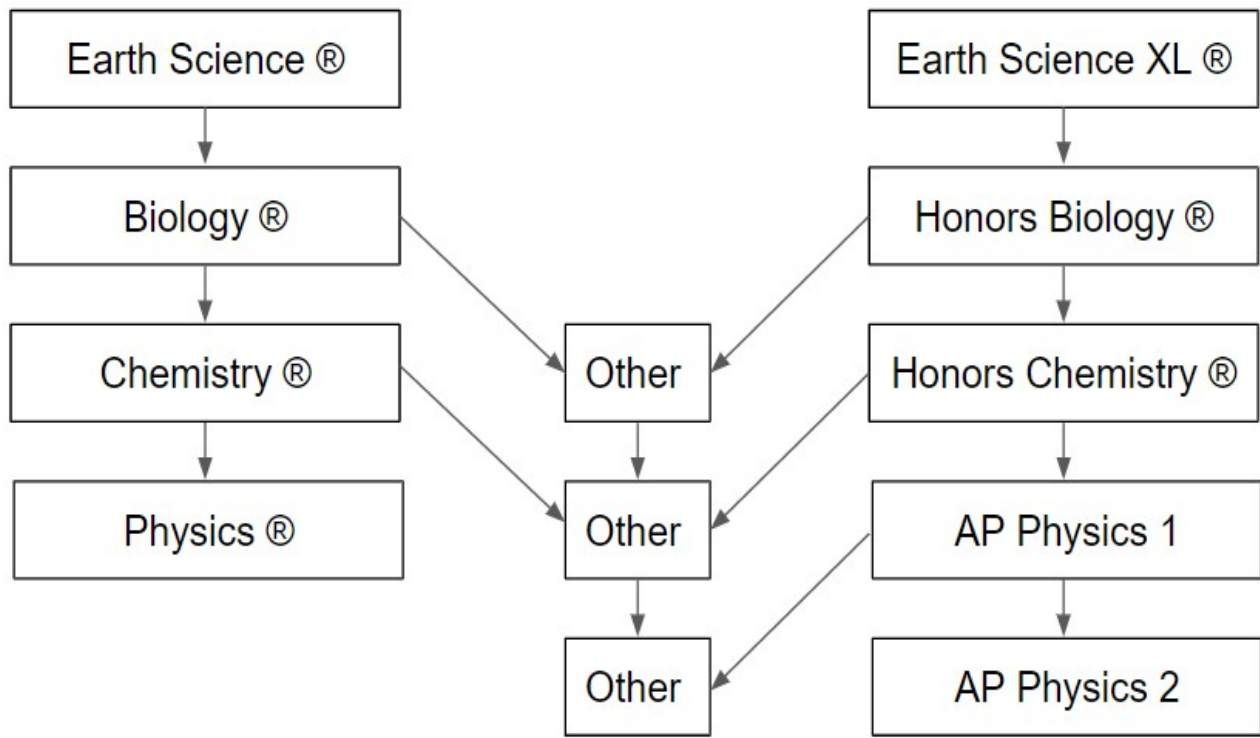 Earth Science ®
Earth Science XL ®
Biology ®
Honors Biology ®
Chemistry ®
Other
Honors Chemistry ®
Physics ®
Other
AP Physics 1
Other
AP Physics 2